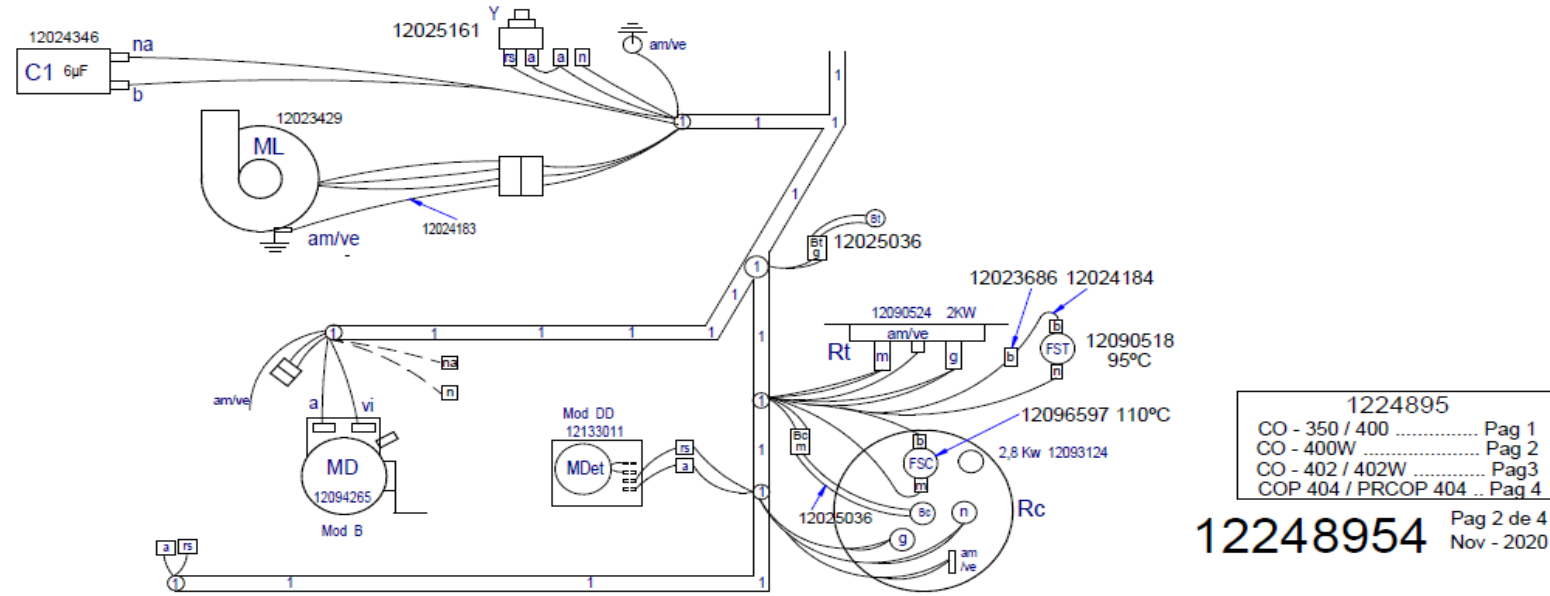 12024346
na
C1 6µF
b
Y
12025161
rs a a n
am/ve
1
1
1
1
12023429
ML
am/ve
-
12024183
Bt
Bt
g
12025036
1
1
1
1 1 1 1 1
12023686 12024184
12090524 2KW
am/ve
Rt
m g
b
b
FST
n
12090518
95ºC
1
1
na
n
am/ve
a vi
MD
12094265
Mod B
Mod DD
12133011
MDet
rs
a
1
1
12096597 110ºC
Bc
m
b
FSC
m
2,8 Kw 12093124
12025036
Bc
n
g
am
/ve
Rc
a rs
1
1 1 1
1224895
CO - 350 / 400 .............. Pag 1
CO - 400W ..................... Pag 2
CO - 402 / 402W ............ Pag3
COP 404 / PRCOP 404 .. Pag 4
12248954
Pag 2 de 4
Nov - 2020